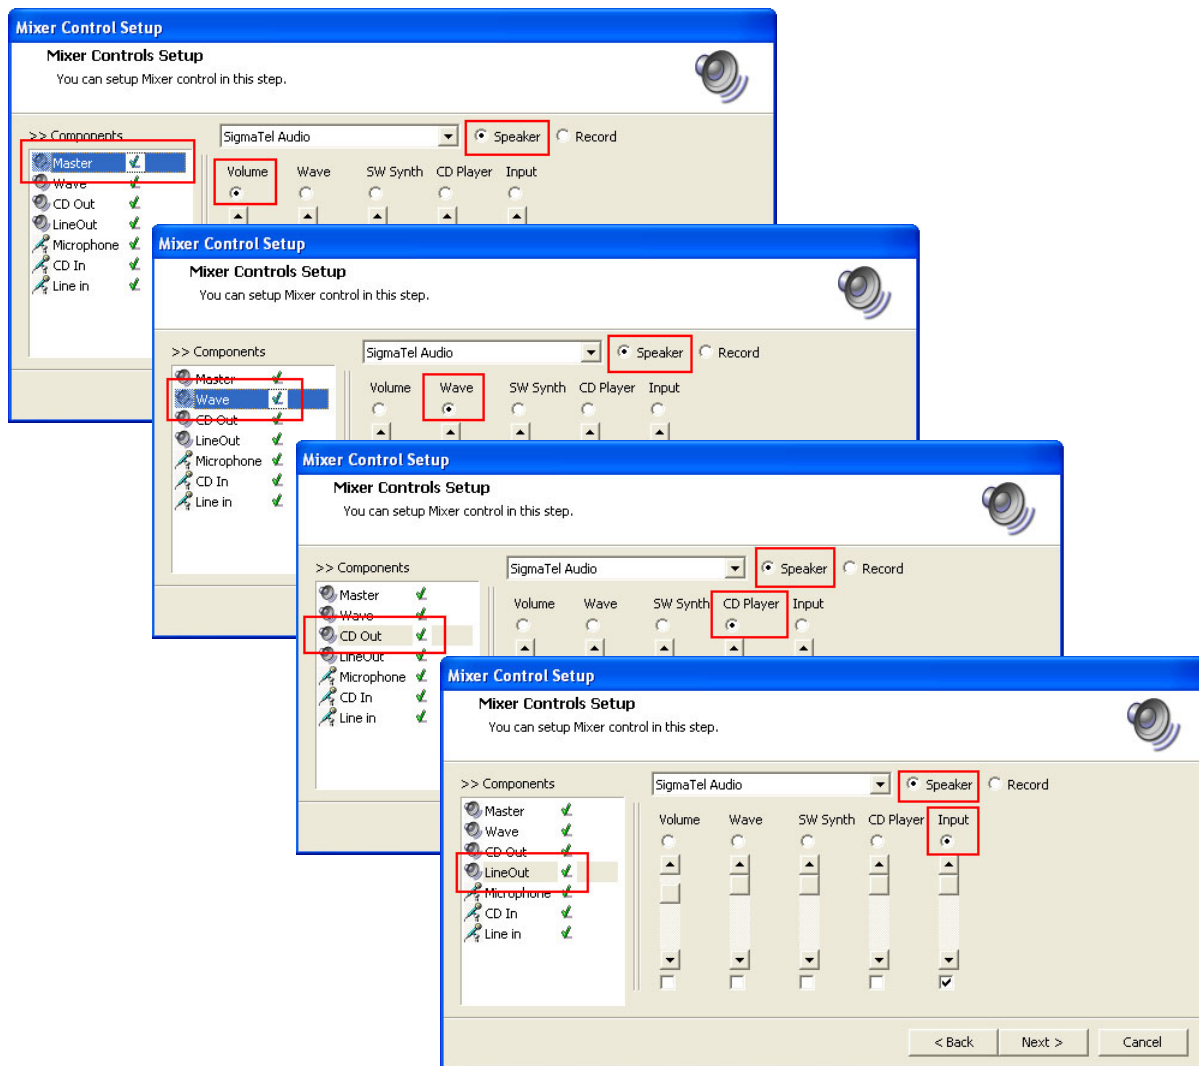 Mixer Control Setup
Mixer Controls Setup
You can setup Mixer control in this step.
>> Components
SigmaTel Audio
Speaker
Record
Master
Wave
CD Out
LineOut
Microphone
CD In
Line in
Volume
Wave
SW Synth
CD Player
Input
Mixer Control Setup
Mixer Controls Setup
You can setup Mixer control in this step.
>> Components
SigmaTel Audio
Speaker
Record
Master
Wave
CD Out
LineOut
Microphone
CD In
Line in
Volume
Wave
SW Synth
CD Player
Input
Mixer Control Setup
Mixer Controls Setup
You can setup Mixer control in this step.
>> Components
SigmaTel Audio
Speaker
Record
Master
Wave
CD Out
LineOut
Microphone
CD In
Line in
Volume
Wave
SW Synth
CD Player
Input
Mixer Control Setup
Mixer Controls Setup
You can setup Mixer control in this step.
>> Components
SigmaTel Audio
Speaker
Record
Master
Wave
CD Out
LineOut
Microphone
CD In
Line in
Volume
Wave
SW Synth
CD Player
Input
< Back
Next >
Cancel